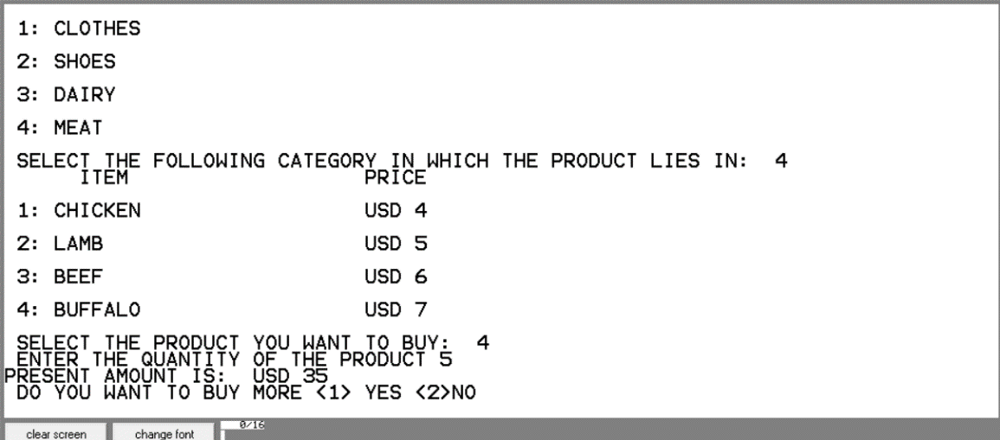 1: CLOTHES
2: SHOES
3: DAIRY
4: MEAT
SELECT THE FOLLOWING CATEGORY IN WHICH THE PRODUCT LIES IN: 4
ITEM PRICE
1: CHICKEN USD 4
2: LAMB USD 5
3: BEEF USD 6
4: BUFFALO USD 7
SELECT THE PRODUCT YOU WANT TO BUY: 4
ENTER THE QUANTITY OF THE PRODUCT 5
PRESENT AMOUNT IS: USD 35
DO YOU WANT TO BUY MORE <1> YES <2>NO
clear screen change font 0/16